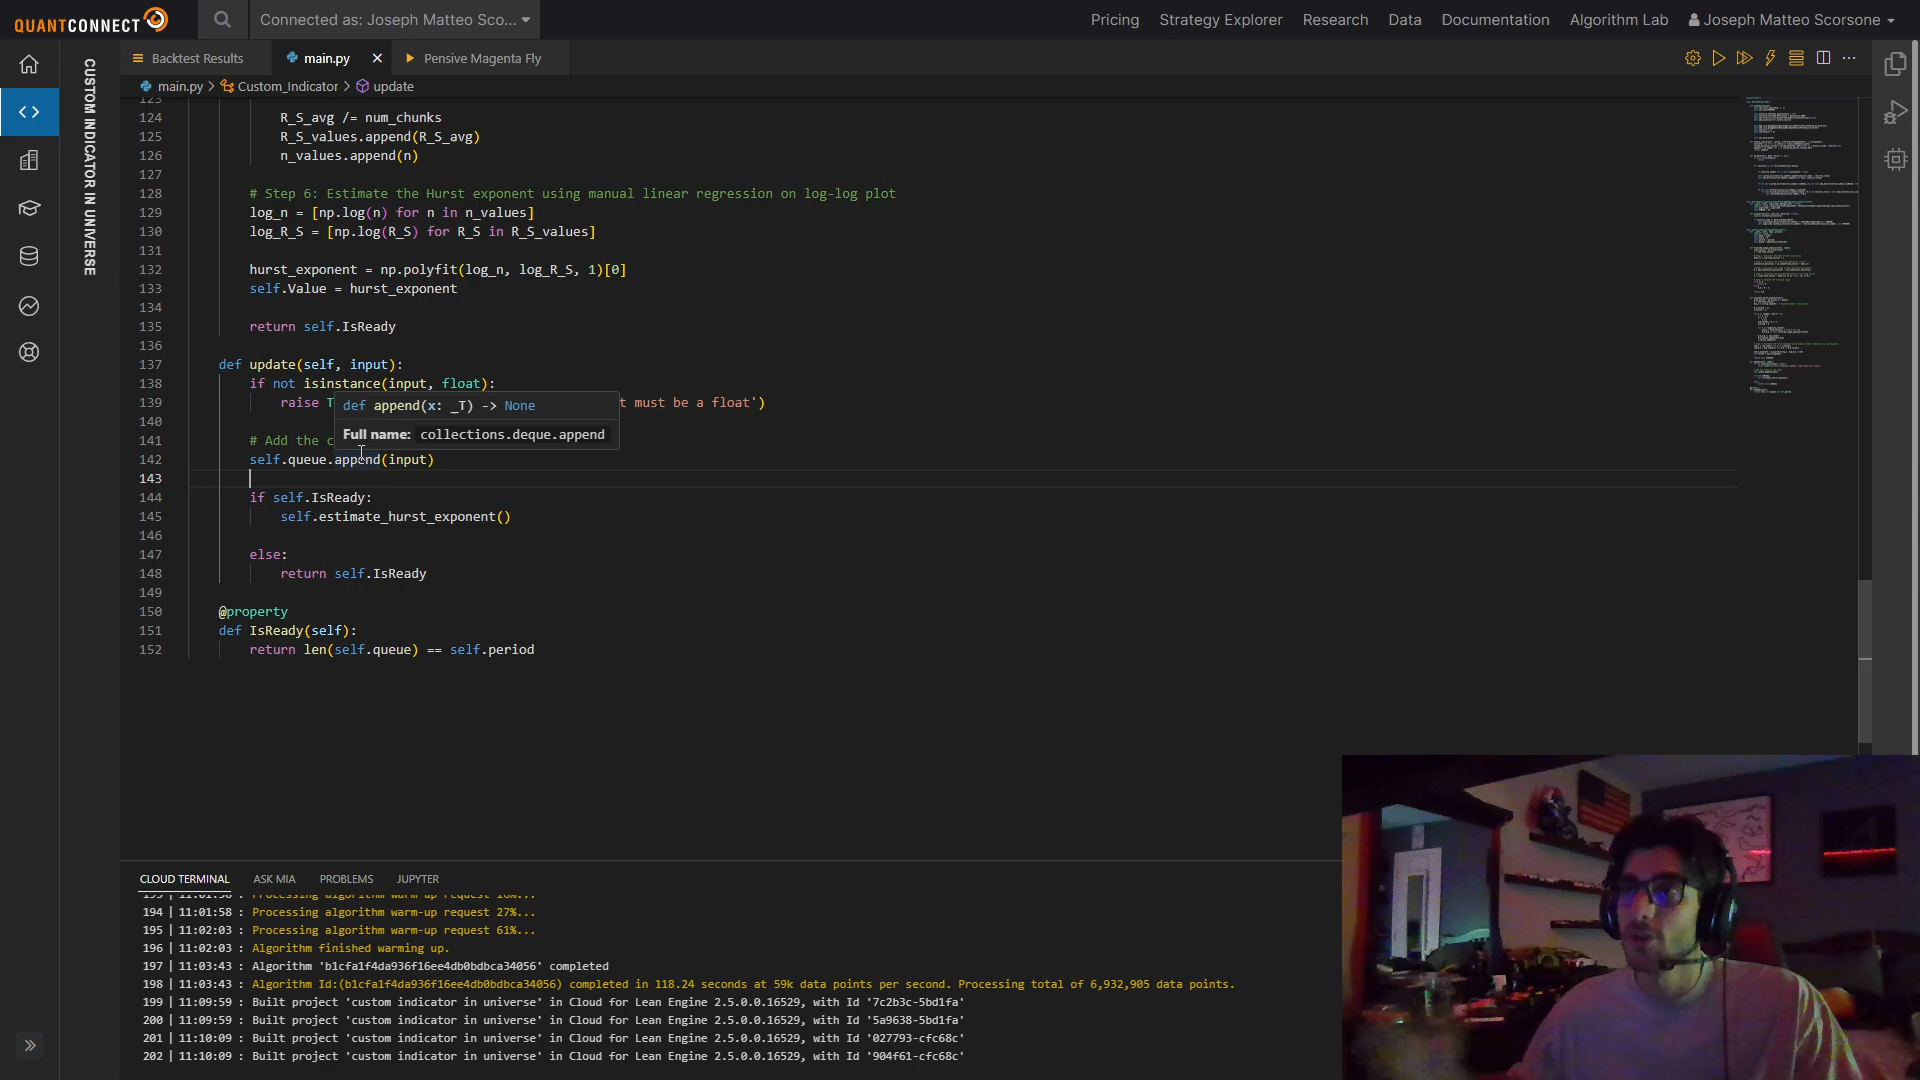 QUANTCONNECT
Connected as: Joseph Matteo Sco...
Pricing
Strategy Explorer
Research
Data
Documentation
Algorithm Lab
Joseph Matteo Scorsone
CUSTOM INDICATOR IN UNIVERSE
Backtest Results
main.py
Pensive Magenta Fly
main.py > Custom_Indicator > update
123
124 R_S_avg /= num_chunks
125 R_S_values.append(R_S_avg)
126 n_values.append(n)
127
128 # Step 6: Estimate the Hurst exponent using manual linear regression on log-log plot
129 log_n = [np.log(n) for n in n_values]
130 log_R_S = [np.log(R_S) for R_S in R_S_values]
131
132 hurst_exponent = np.polyfit(log_n, log_R_S, 1)[0]
133 self.Value = hurst_exponent
134
135 return self.IsReady
136
137 def update(self, input):
138 if not isinstance(input, float):
139 raise T
t must be a float')
def append(x: _T) -> None
Full name: collections.deque.append
140
141 # Add the c
142 self.queue.append(input)
143
144 if self.IsReady:
145 self.estimate_hurst_exponent()
146
147 else:
148 return self.IsReady
149
150 @property
151 def IsReady(self):
152 return len(self.queue) == self.period
CLOUD TERMINAL
ASK MIA
PROBLEMS
JUPYTER
194 | 11:01:58 : Processing algorithm warm-up request 27%...
195 | 11:02:03 : Processing algorithm warm-up request 61%...
196 | 11:02:03 : Algorithm finished warming up.
197 | 11:03:43 : Algorithm 'b1cfa1f4da936f16ee4db0bdbca34056' completed
198 | 11:03:43 : Algorithm Id:(b1cfa1f4da936f16ee4db0bdbca34056) completed in 118.24 seconds at 59k data points per second. Processing total of 6,932,905 data points.
199 | 11:09:59 : Built project 'custom indicator in universe' in Cloud for Lean Engine 2.5.0.0.16529, with Id '7c2b3c-5bd1fa'
200 | 11:09:59 : Built project 'custom indicator in universe' in Cloud for Lean Engine 2.5.0.0.16529, with Id '5a9638-5bd1fa'
201 | 11:10:09 : Built project 'custom indicator in universe' in Cloud for Lean Engine 2.5.0.0.16529, with Id '027793-cfc68c'
202 | 11:10:09 : Built project 'custom indicator in universe' in Cloud for Lean Engine 2.5.0.0.16529, with Id '904f61-cfc68c'